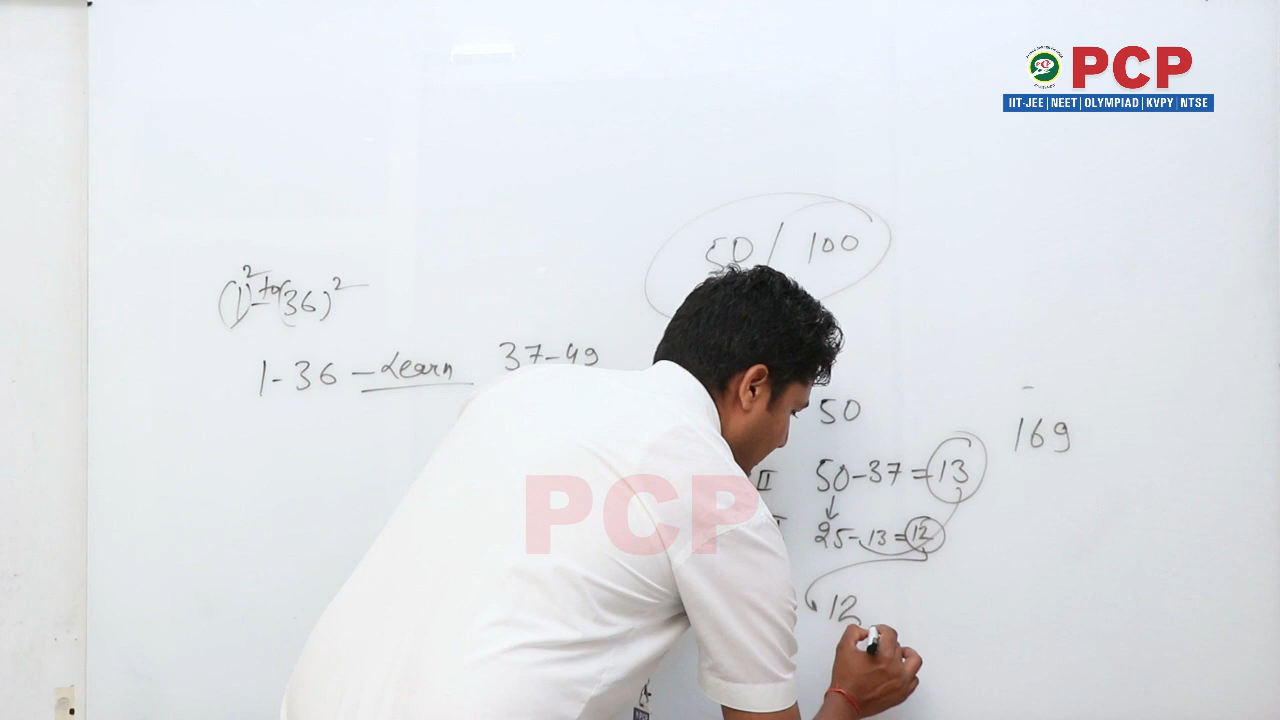 PCP
IIT-JEE | NEET | OLYMPIAD | KVPY | NTSE
50 / 100
(1)² to (36)²
1-36 - Learn
37-49
50
169
II 50-37 = 13
25-13 = 12
12
PCP